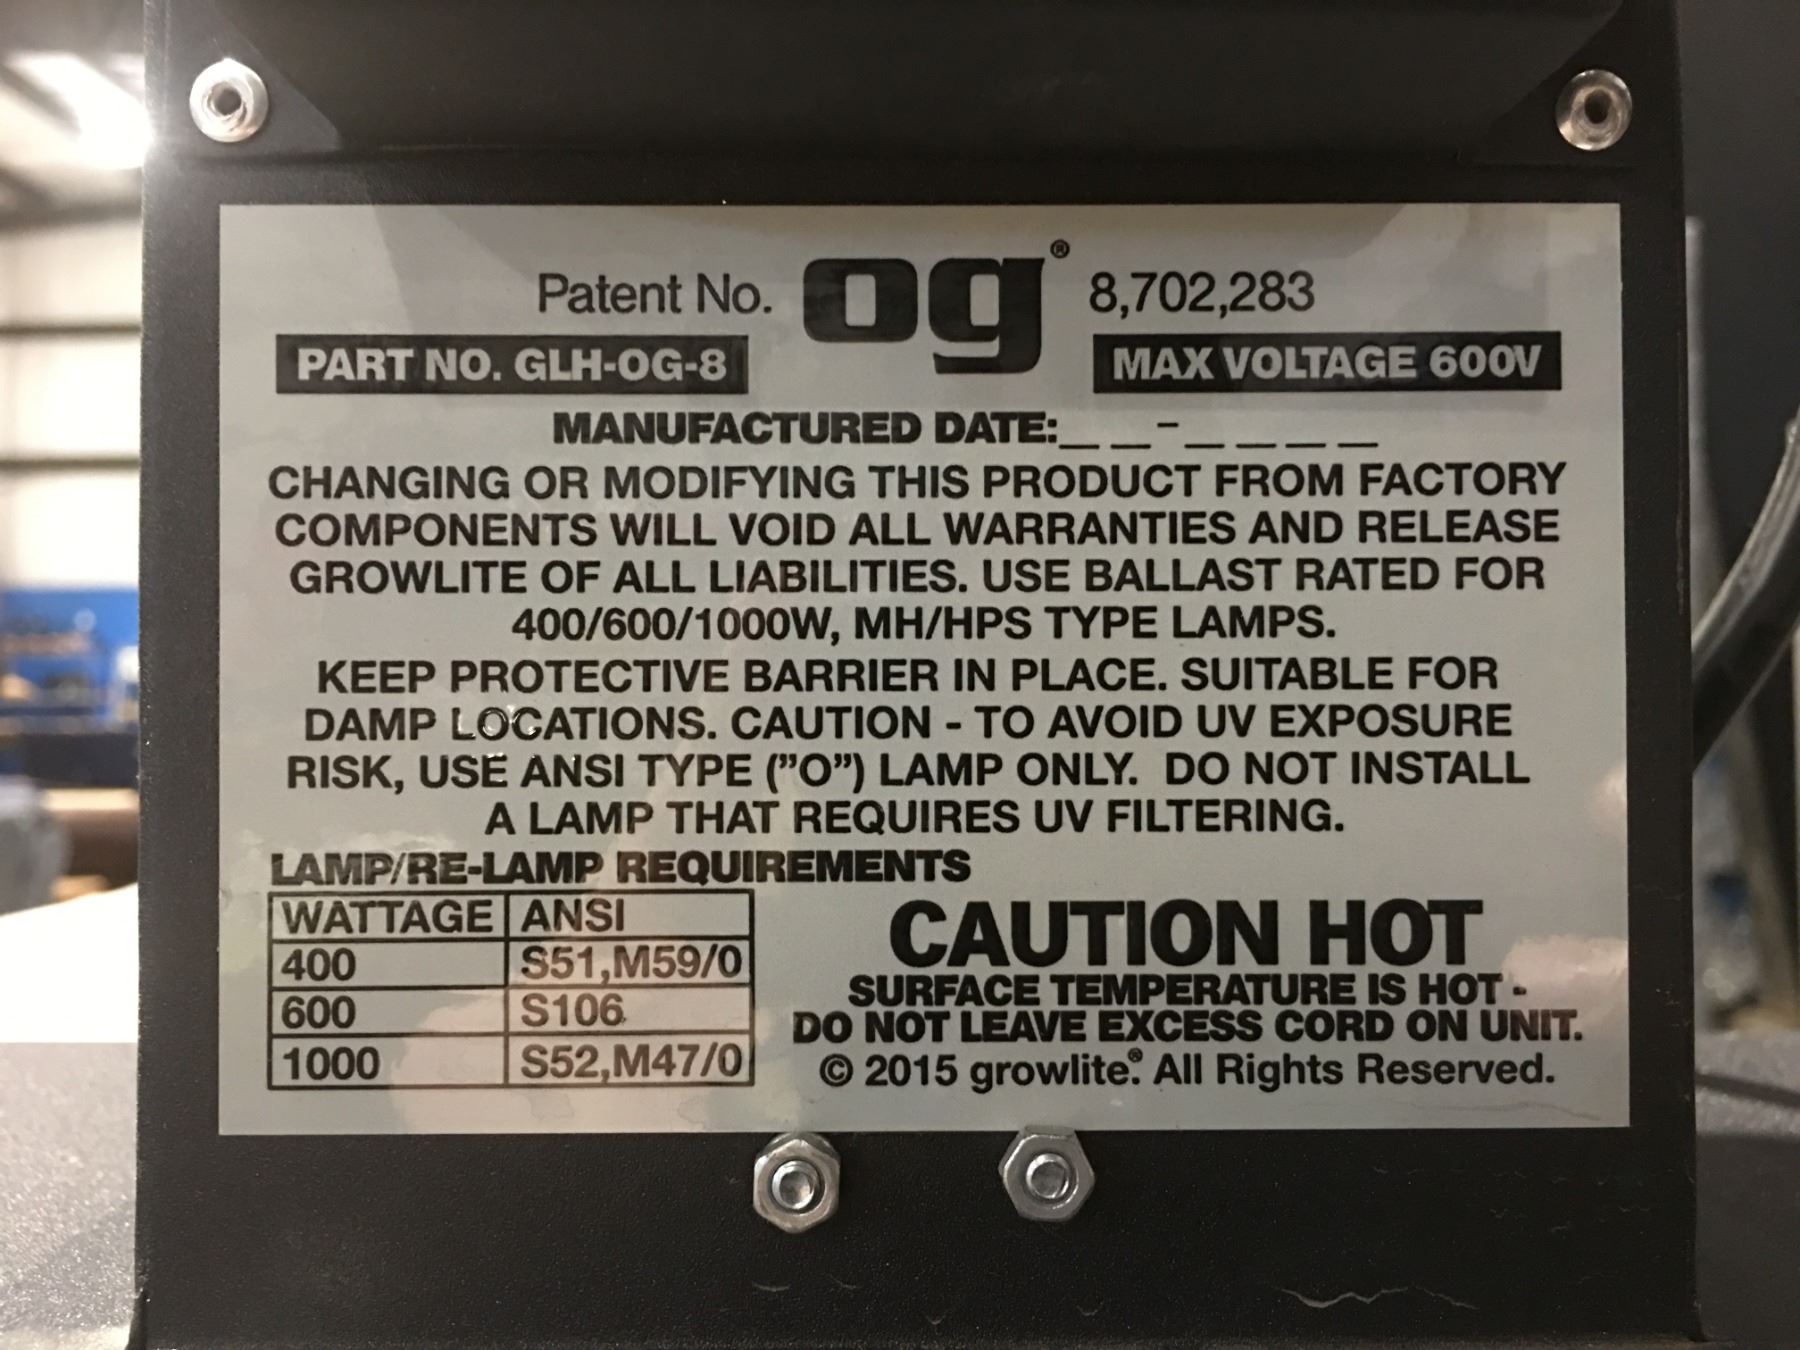 Patent No. og® 8,702,283
PART NO. GLH-OG-8 MAX VOLTAGE 600V
MANUFACTURED DATE:_ _-_ _ _ _
CHANGING OR MODIFYING THIS PRODUCT FROM FACTORY
COMPONENTS WILL VOID ALL WARRANTIES AND RELEASE
GROWLITE OF ALL LIABILITIES. USE BALLAST RATED FOR
400/600/1000W, MH/HPS TYPE LAMPS.
KEEP PROTECTIVE BARRIER IN PLACE. SUITABLE FOR
DAMP LOCATIONS. CAUTION - TO AVOID UV EXPOSURE
RISK, USE ANSI TYPE (”O”) LAMP ONLY. DO NOT INSTALL
A LAMP THAT REQUIRES UV FILTERING.
LAMP/RE-LAMP REQUIREMENTS
WATTAGE ANSI
400 S51,M59/0
600 S106
1000 S52,M47/0
CAUTION HOT
SURFACE TEMPERATURE IS HOT -
DO NOT LEAVE EXCESS CORD ON UNIT.
© 2015 growlite®. All Rights Reserved.